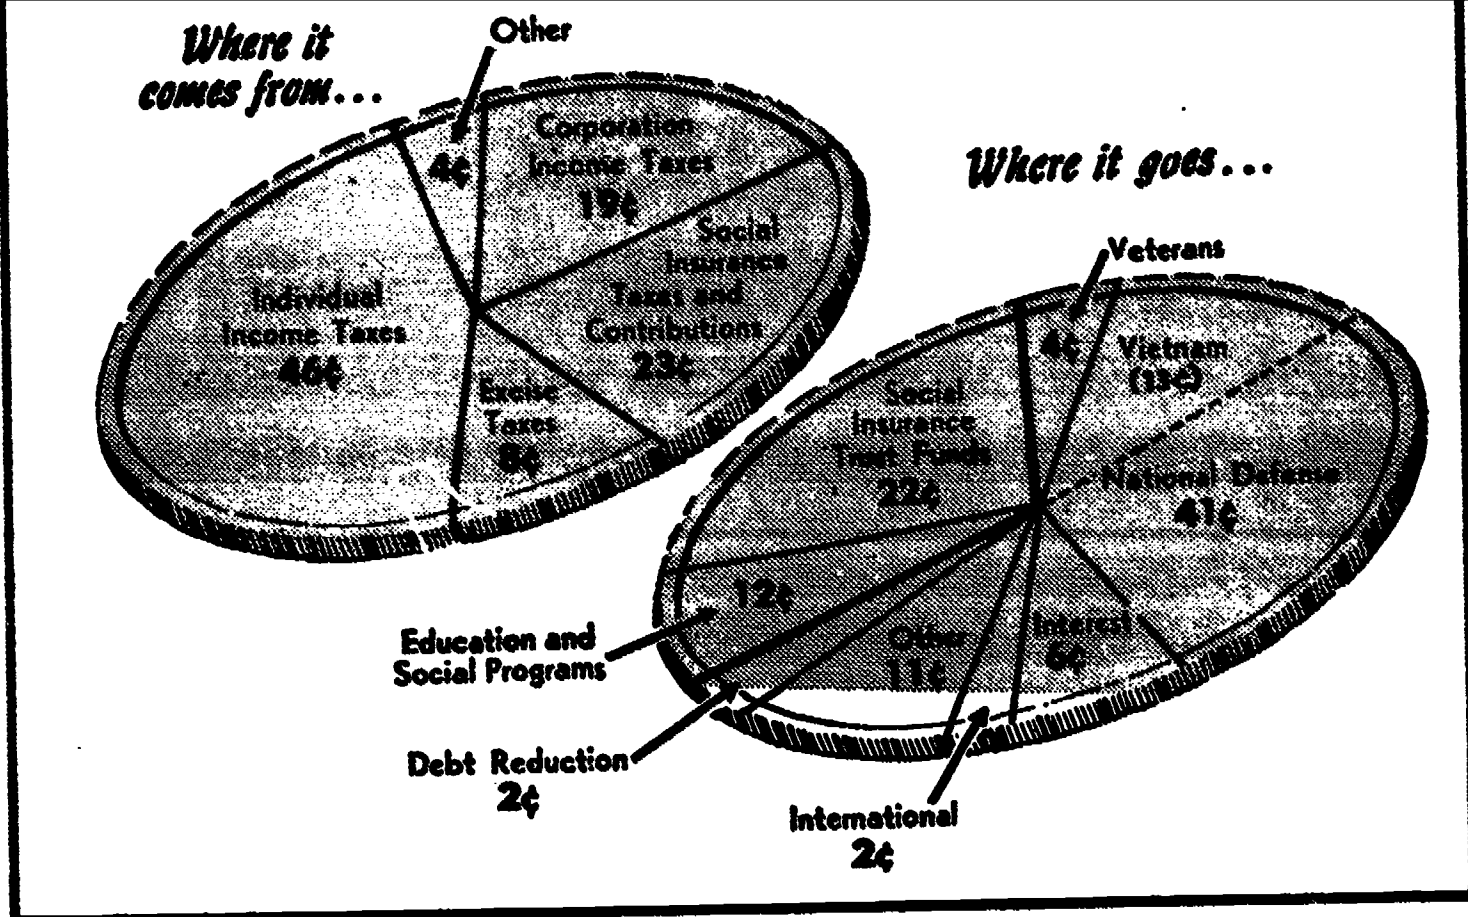 Where it
comes from...
Other
4¢
Corporation
Income Taxes
19¢
Social
Insurance
Taxes and
Contributions
23¢
Individual
Income Taxes
46¢
Excise
Taxes
8¢
Where it goes...
Veterans
4¢
Vietnam
(13¢)
National Defense
41¢
Social
Insurance
Trust Funds
22¢
12¢
Education and
Social Programs
Other
11¢
Interest
6¢
Debt Reduction
2¢
International
2¢